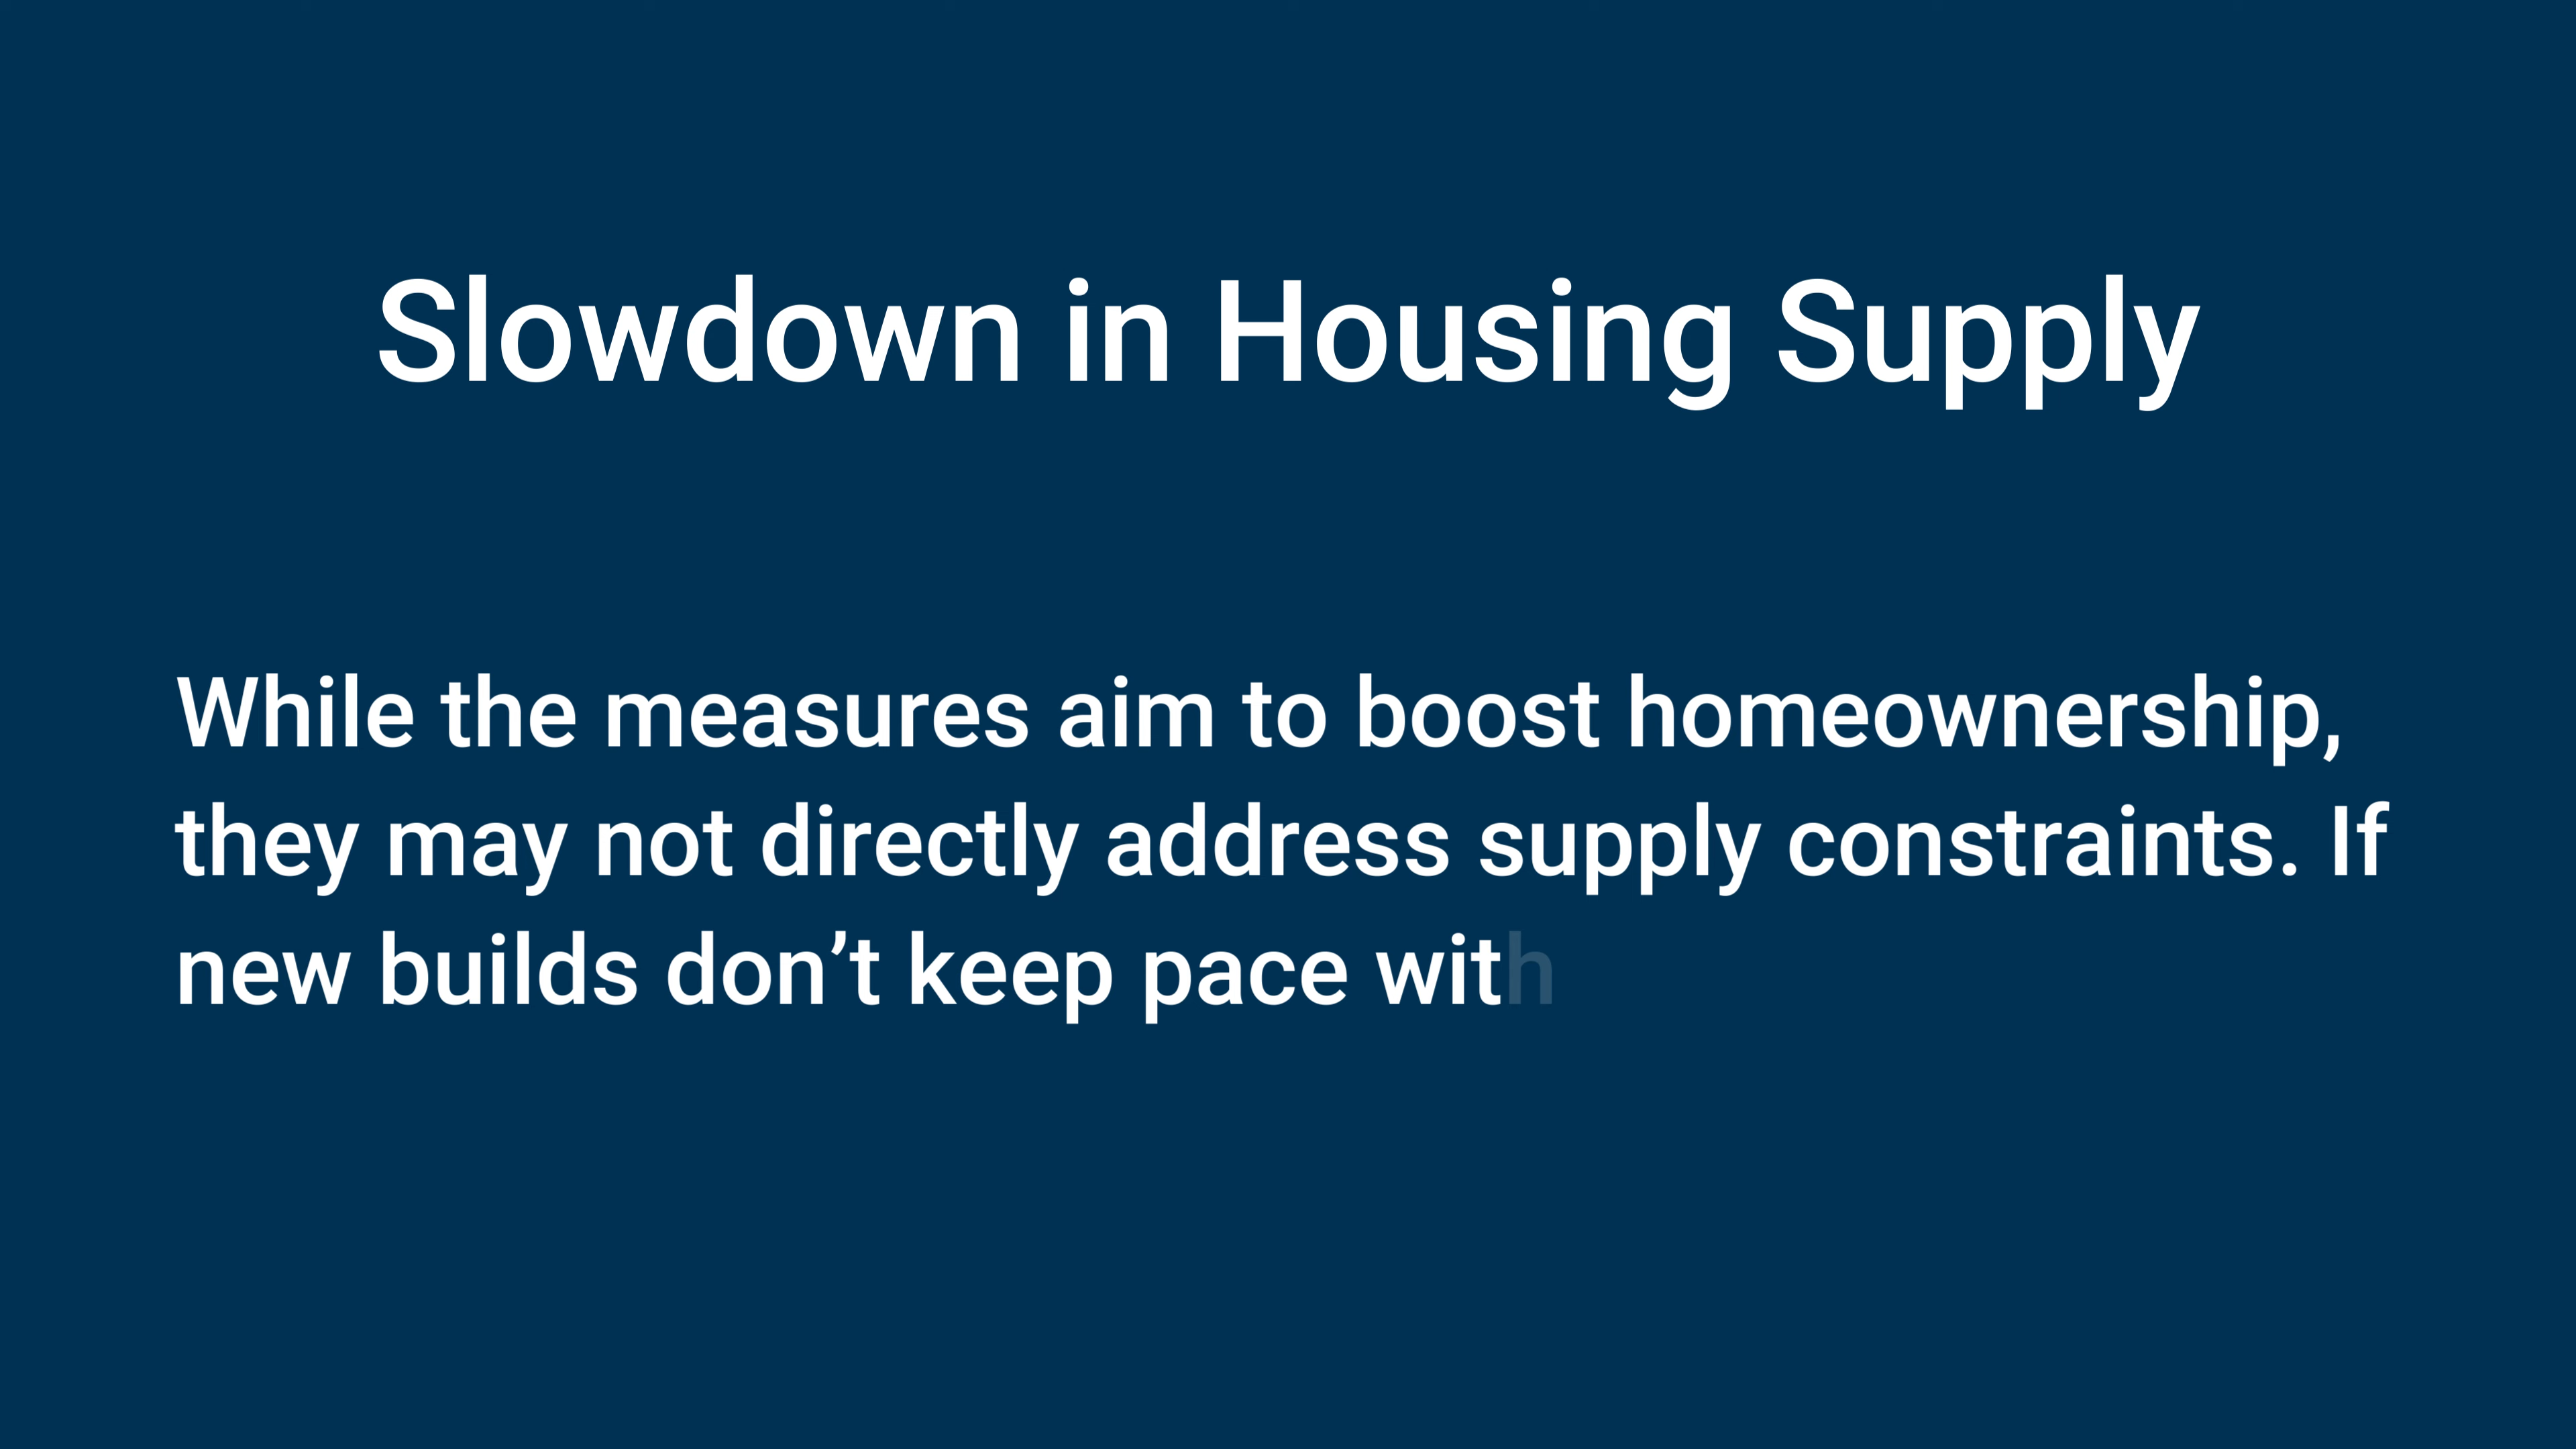 Slowdown in Housing Supply
While the measures aim to boost homeownership,
they may not directly address supply constraints. If
new builds don’t keep pace with